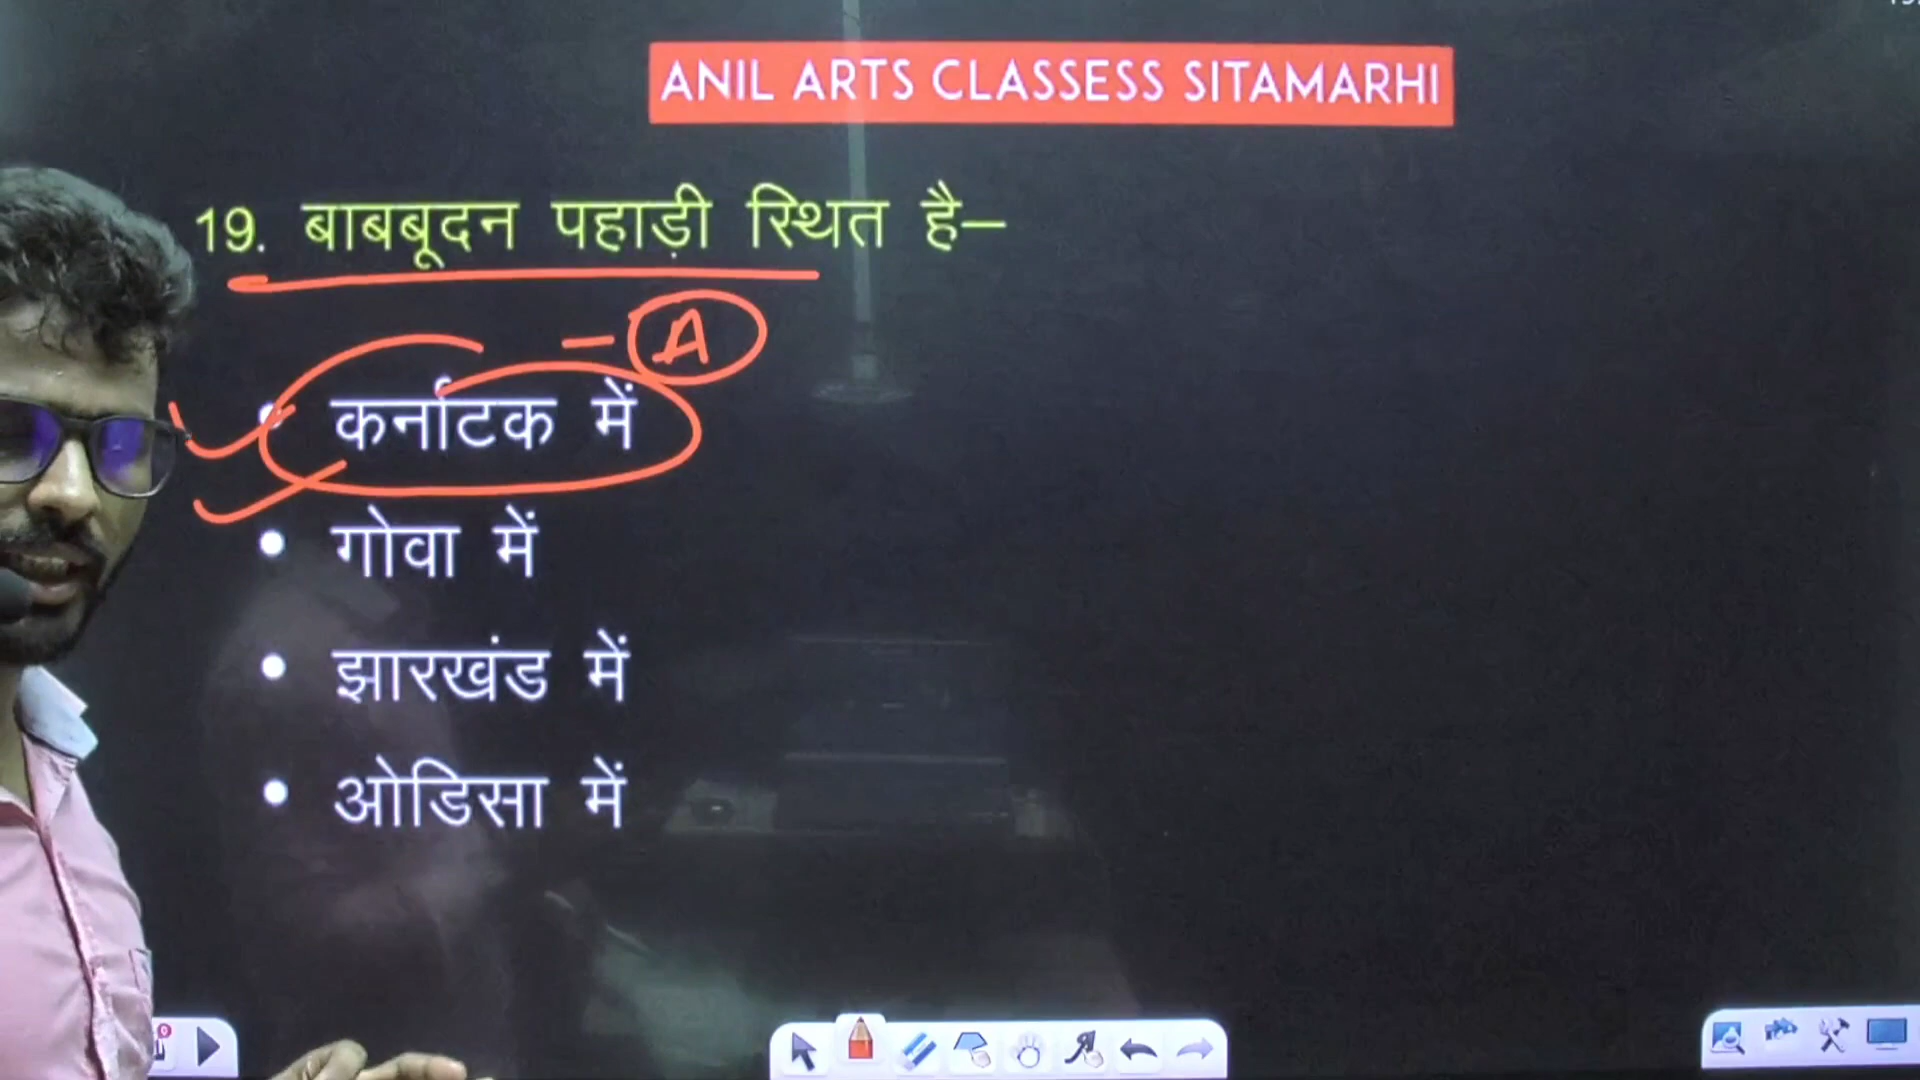 ANIL ARTS CLASSESS SITAMARHI
19. बाबबूदन पहाड़ी स्थित है–
– A
• कर्नाटक में
• गोवा में
• झारखंड में
• ओडिसा में